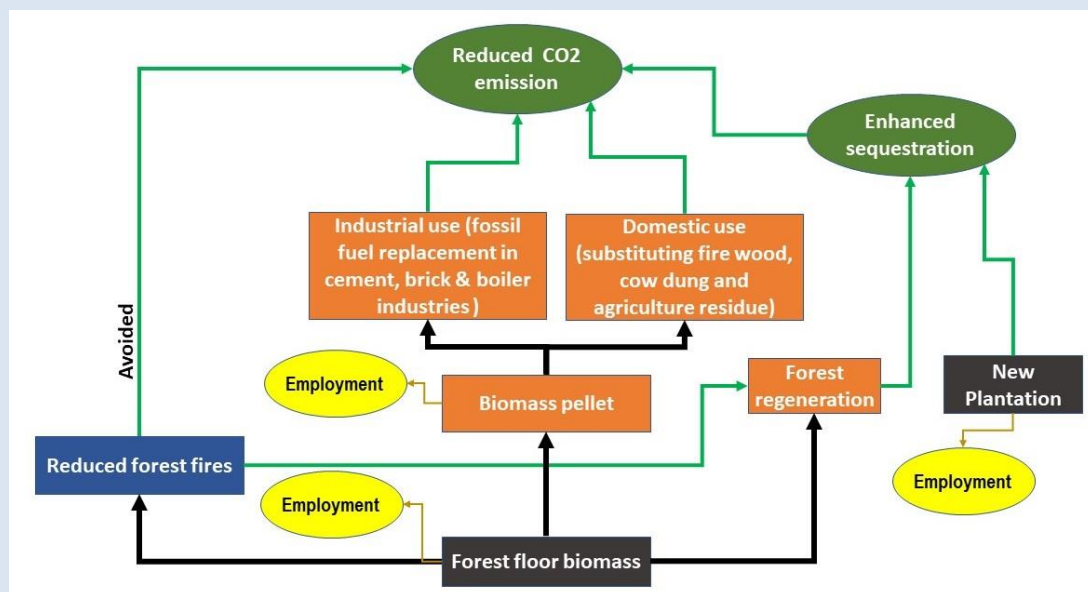 Reduced CO2
emission
Enhanced
sequestration
Industrial use (fossil
fuel replacement in
cement, brick & boiler
industries )
Domestic use
(substituting fire wood,
cow dung and
agriculture residue)
Avoided
Employment
Biomass pellet
Forest
regeneration
New
Plantation
Reduced forest fires
Employment
Employment
Forest floor biomass